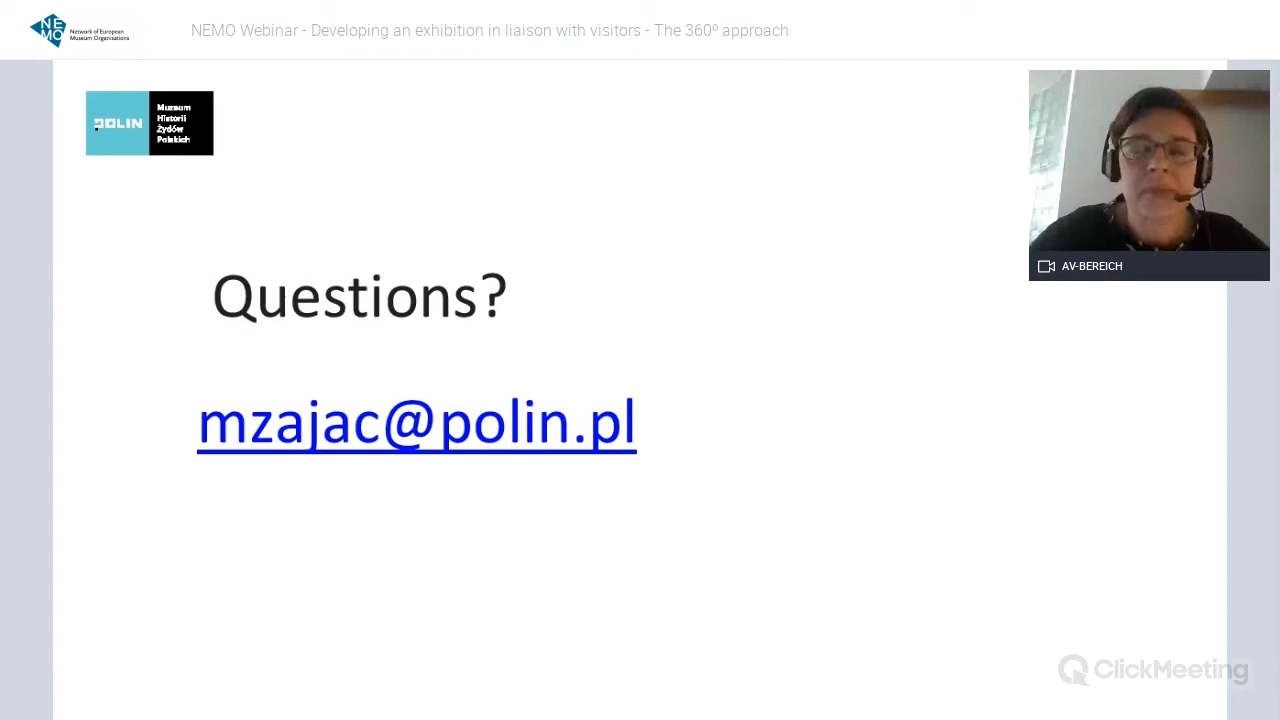 NEMO
Network of European
Museum Organisations
NEMO Webinar - Developing an exhibition in liaison with visitors - The 360º approach
POLIN
Muzeum
Historii
Żydów
Polskich
AV-BEREICH
Questions?
mzajac@polin.pl
ClickMeeting